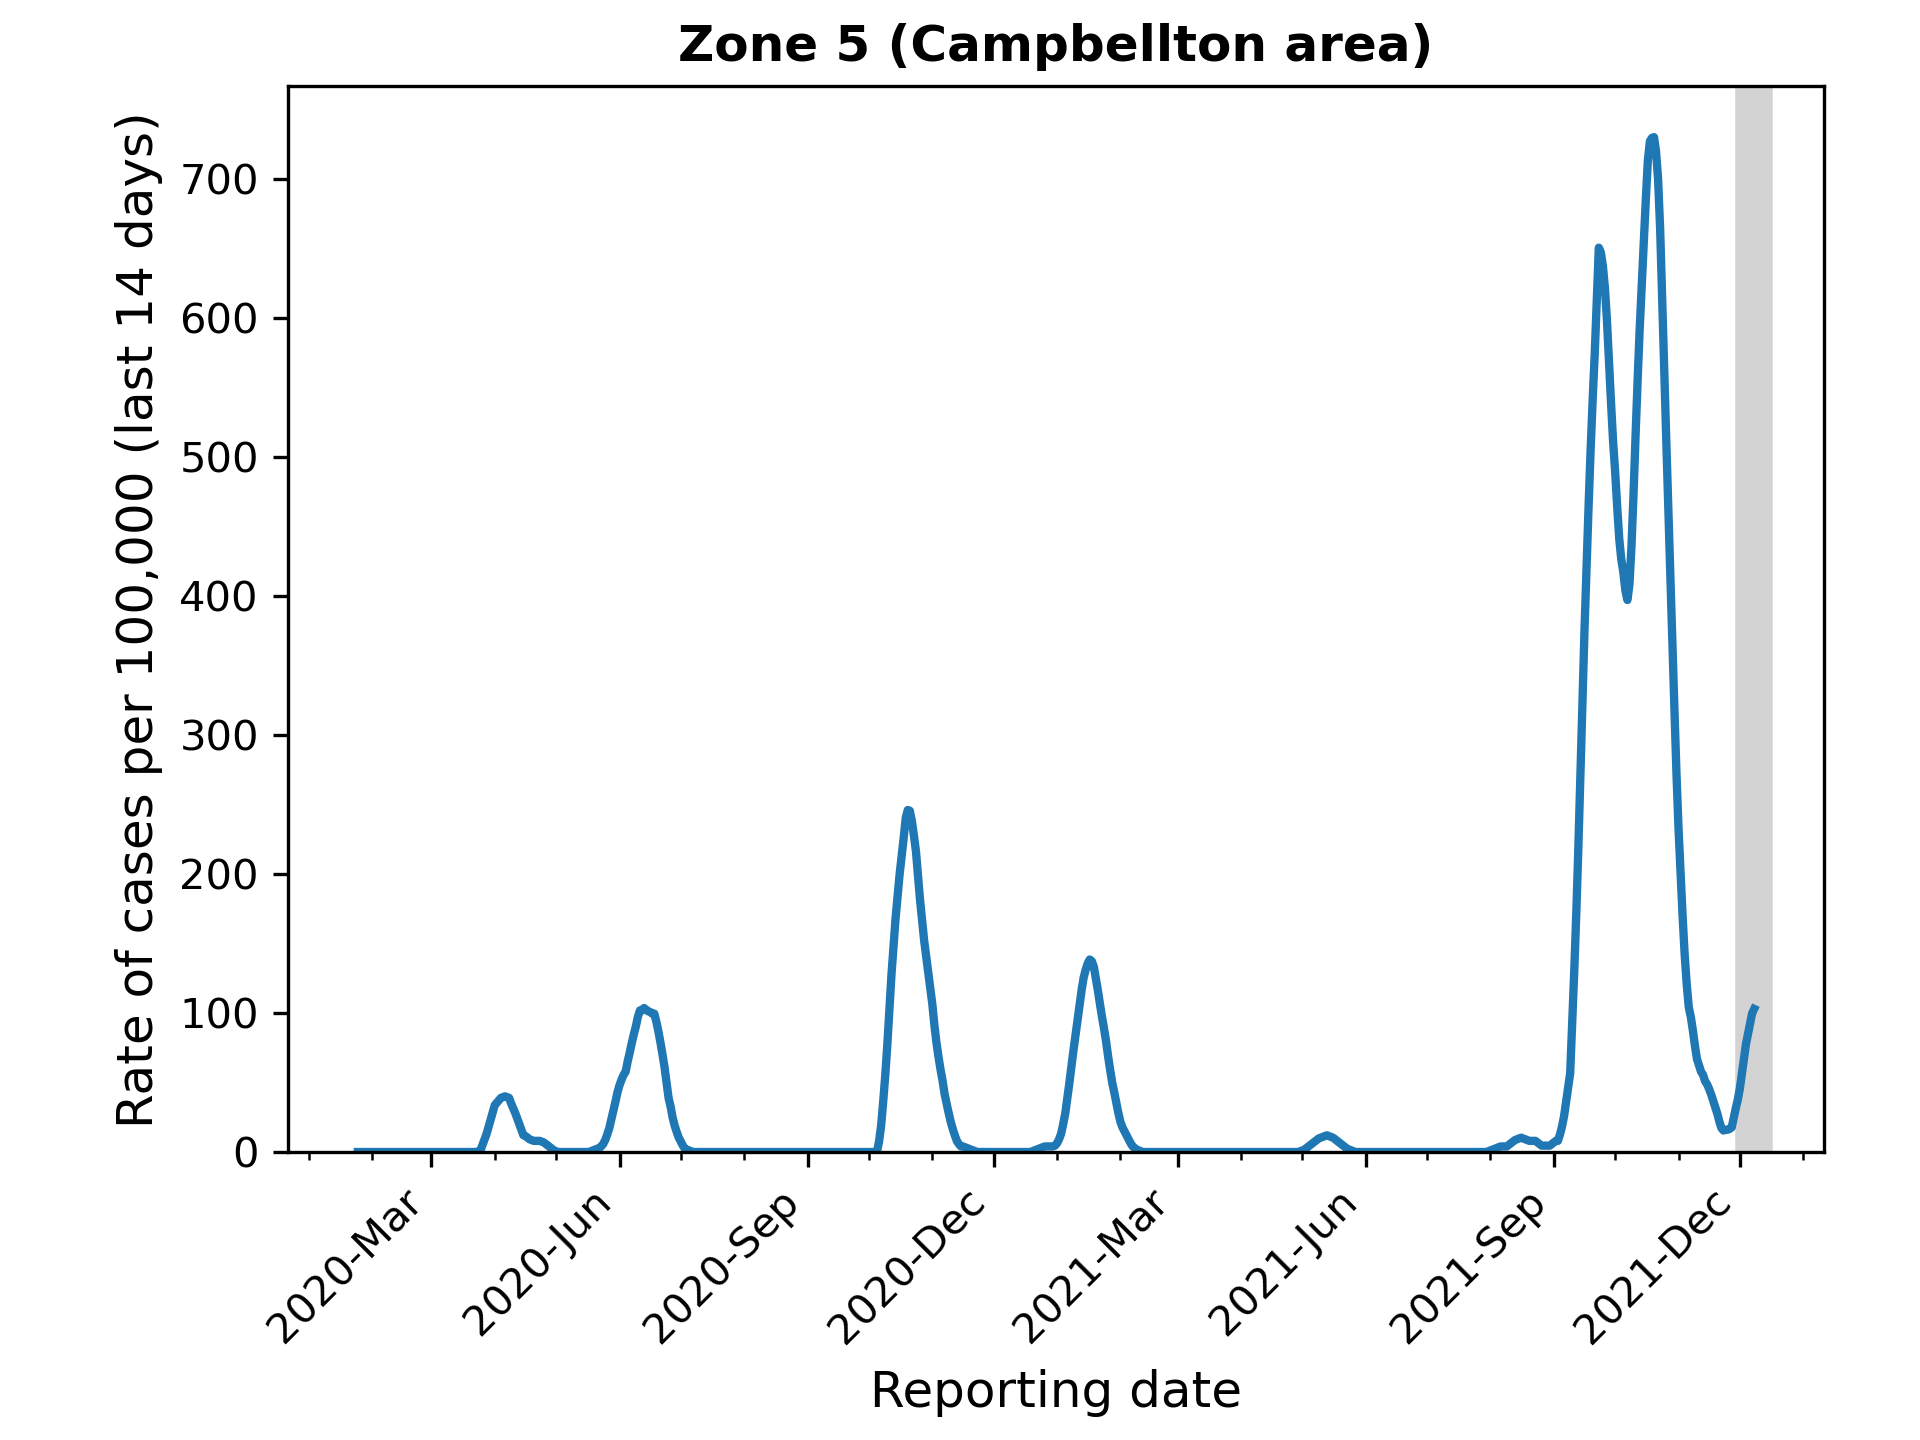 Zone 5 (Campbellton area)
Rate of cases per 100,000 (last 14 days)
700
600
500
400
300
200
100
0
2020-Mar
2020-Jun
2020-Sep
2020-Dec
2021-Mar
2021-Jun
2021-Sep
2021-Dec
Reporting date